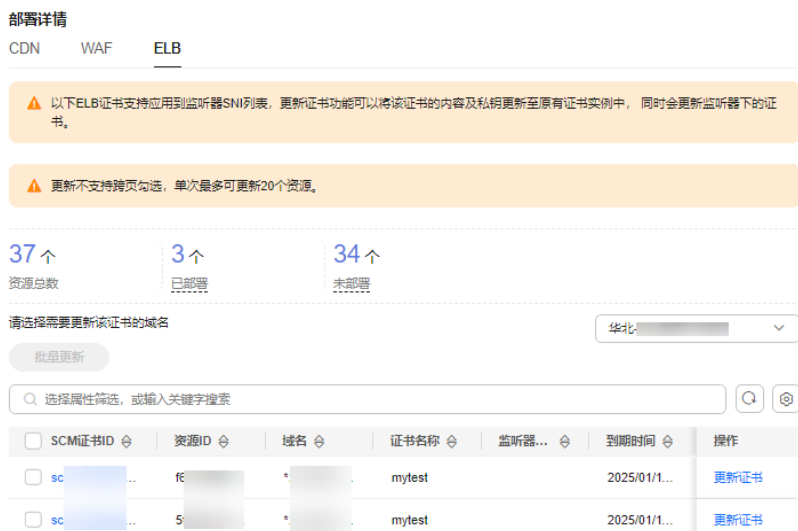 部署详情
CDN WAF ELB
以下ELB证书支持应用到监听器SNI列表，更新证书功能可以将该证书的内容及私钥更新至原有证书实例中， 同时会更新监听器下的证
书。
更新不支持跨页勾选，单次最多可更新20个资源。
37 个 3 个 34 个
资源总数 已部署 未部署
请选择需要更新该证书的域名
华北-
批量更新
选择属性筛选，或输入关键字搜索
SCM证书ID 资源ID 域名 证书名称 监听器... 到期时间 操作
sc ... f6 *. mytest 2025/01/1... 更新证书
sc ... 5 *. mytest 2025/01/1... 更新证书